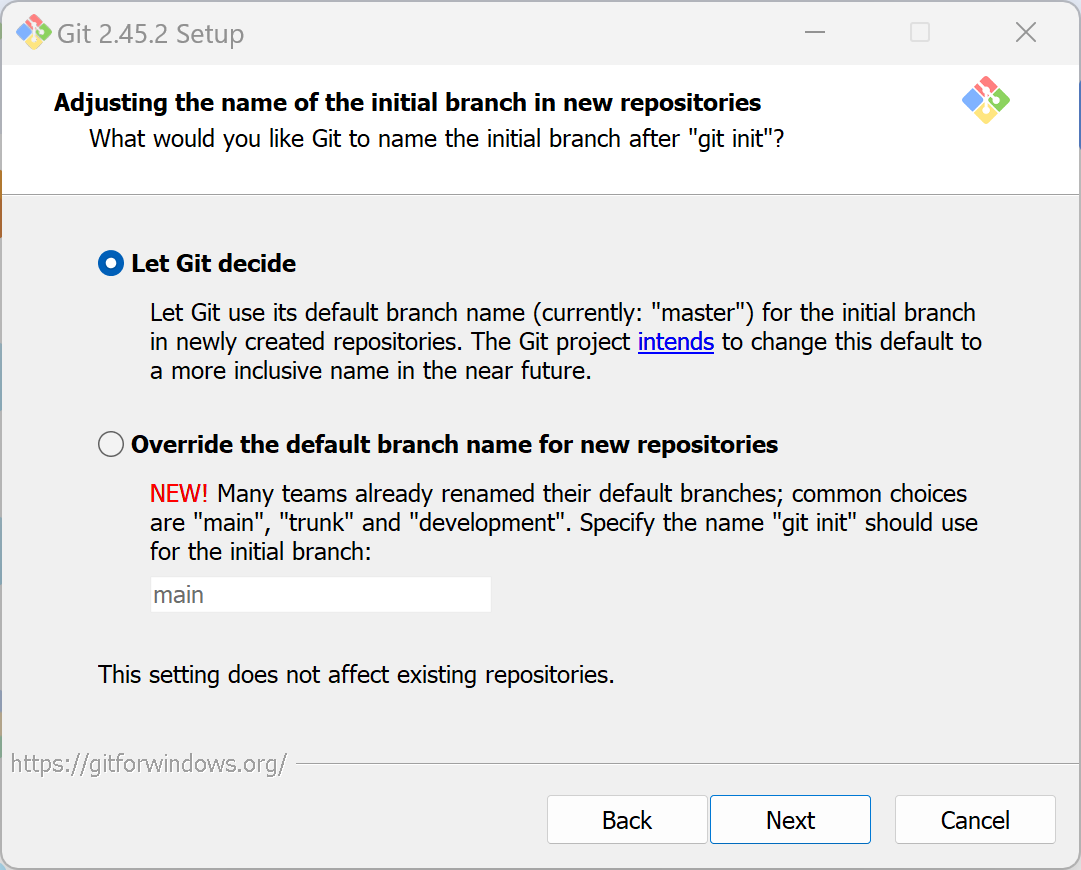 Git 2.45.2 Setup
Adjusting the name of the initial branch in new repositories
What would you like Git to name the initial branch after "git init"?
Let Git decide
Let Git use its default branch name (currently: "master") for the initial branch
in newly created repositories. The Git project intends to change this default to
a more inclusive name in the near future.
Override the default branch name for new repositories
NEW! Many teams already renamed their default branches; common choices
are "main", "trunk" and "development". Specify the name "git init" should use
for the initial branch:
main
This setting does not affect existing repositories.
https://gitforwindows.org/
Back
Next
Cancel